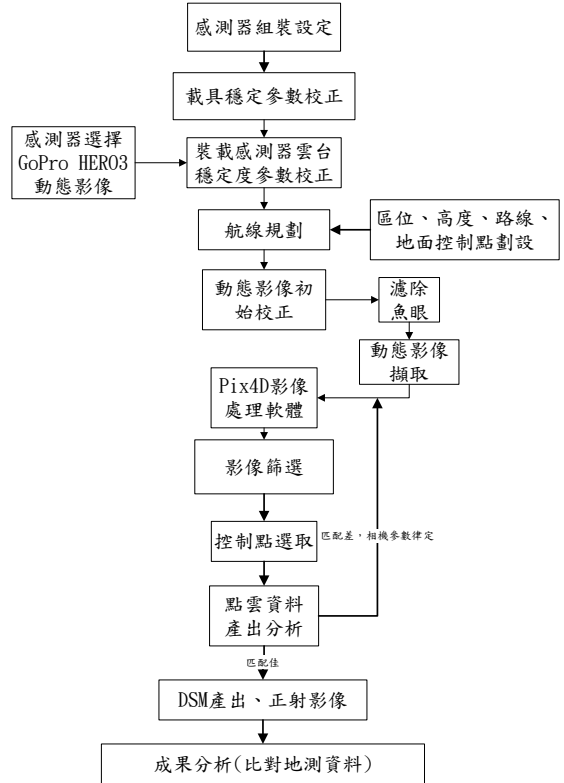 感測器組裝設定
載具穩定參數校正
感測器選擇
GoPro HERO3
動態影像
裝載感測器雲台
穩定度參數校正
航線規劃
區位、高度、路線、
地面控制點劃設
動態影像初
始校正
濾除
魚眼
動態影像
擷取
Pix4D影像
處理軟體
影像篩選
控制點選取
匹配差，相機參數律定
點雲資料
產出分析
匹配佳
DSM產出、正射影像
成果分析(比對地測資料)